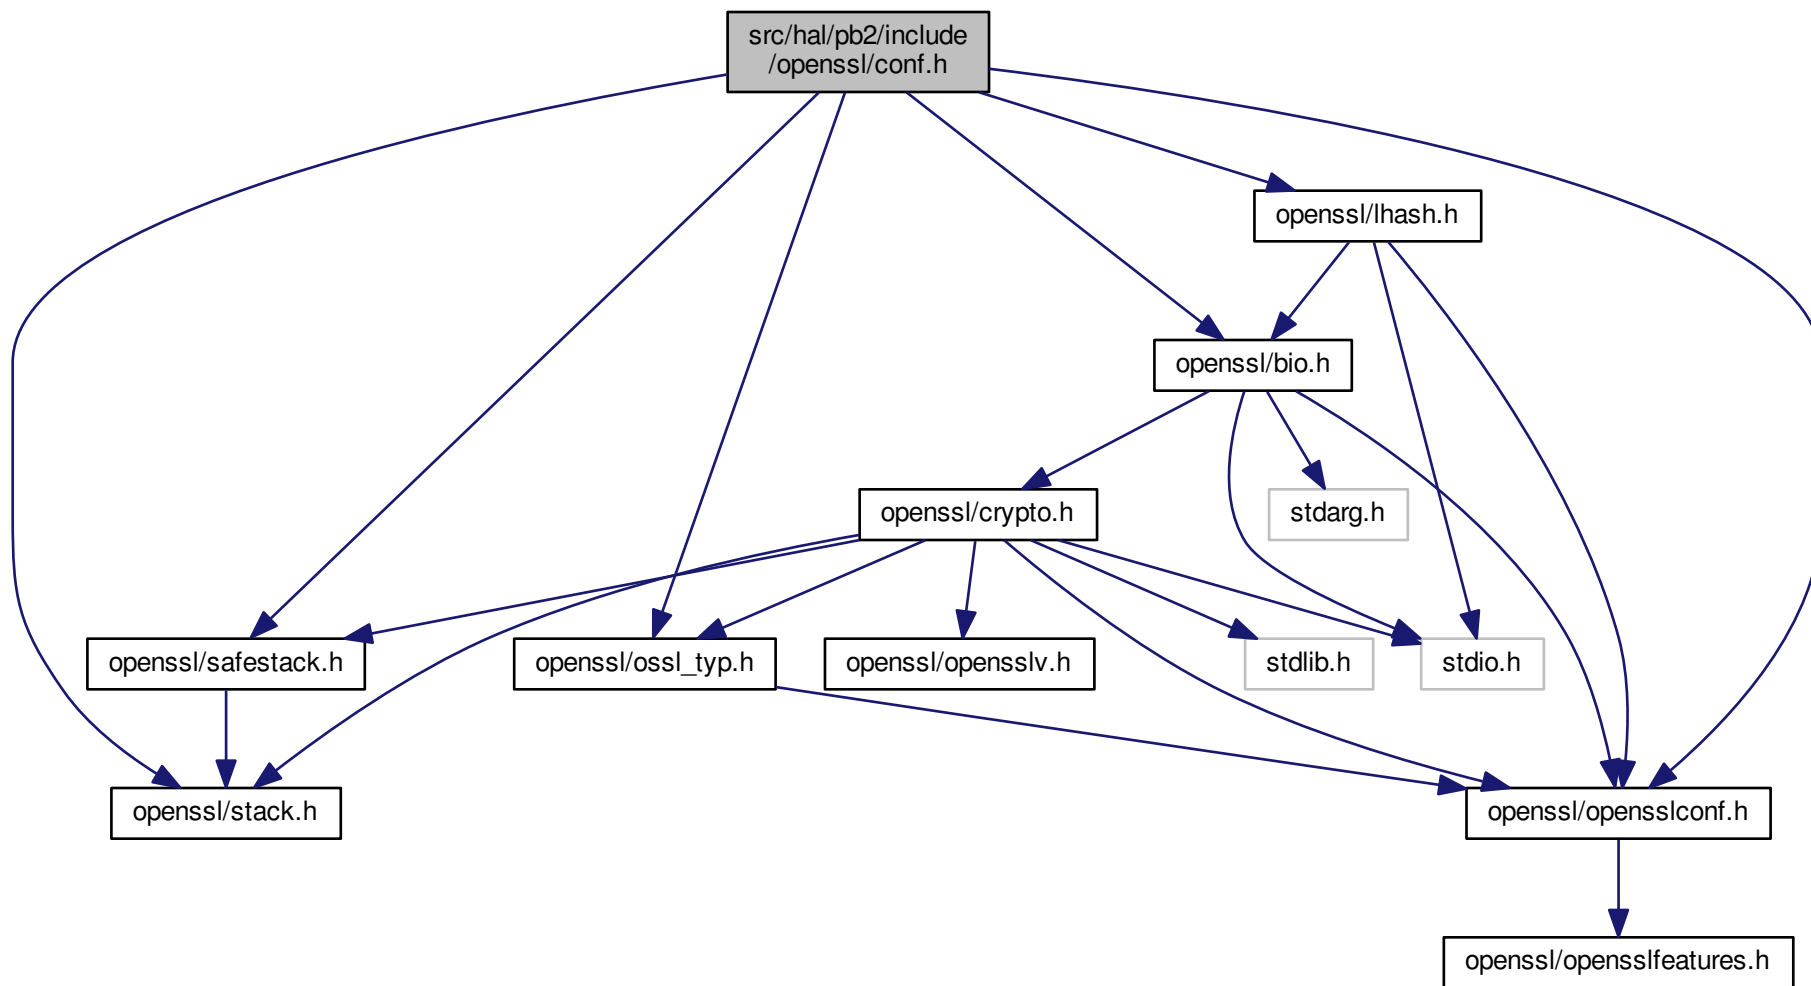 src/hal/pb2/include
/openssl/conf.h
openssl/lhash.h
openssl/bio.h
openssl/crypto.h
stdarg.h
openssl/safestack.h
openssl/ossl_typ.h
openssl/opensslv.h
stdlib.h
stdio.h
openssl/stack.h
openssl/opensslconf.h
openssl/opensslfeatures.h